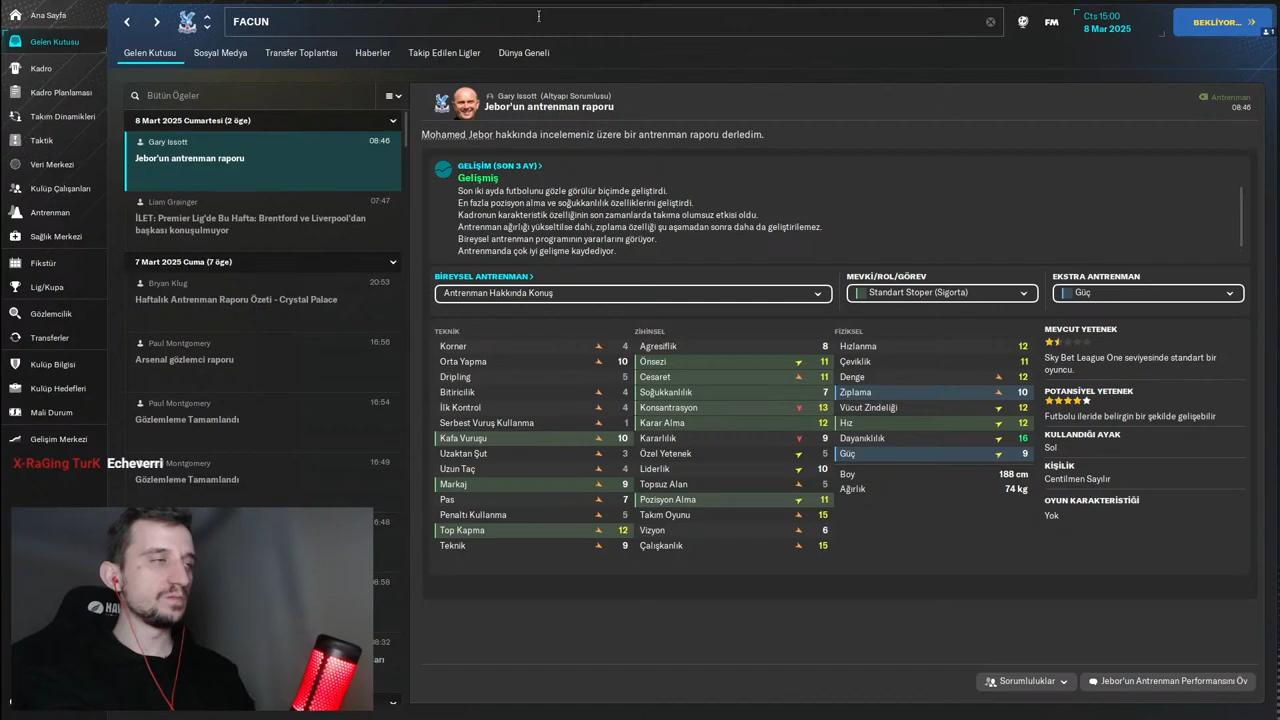 Ana Sayfa
Gelen Kutusu
Kadro
Kadro Planlaması
Takım Dinamikleri
Taktik
Veri Merkezi
Kulüp Çalışanları
Antrenman
Sağlık Merkezi
Fikstür
Lig/Kupa
Gözlemcilik
Transferler
Kulüp Bilgisi
Kulüp Hedefleri
Mali Durum
Gelişim Merkezi
FACUN
FM
Cts 15:00
8 Mar 2025
BEKLİYOR...
1
Gelen Kutusu
Sosyal Medya
Transfer Toplantısı
Haberler
Takip Edilen Ligler
Dünya Geneli
Bütün Ögeler
8 Mart 2025 Cumartesi (2 öge)
Gary Issott 08:46
Jebor'un antrenman raporu
Liam Grainger 07:47
İLET: Premier Lig'de Bu Hafta: Brentford ve Liverpool'dan
başkası konuşulmuyor
7 Mart 2025 Cuma (7 öge)
Bryan Klug 20:53
Haftalık Antrenman Raporu Özeti - Crystal Palace
Paul Montgomery 16:56
Arsenal gözlemci raporu
Paul Montgomery 16:54
Gözlemleme Tamamlandı
Montgomery 16:49
Gözlemleme Tamamlandı
X-RaGing TurK Echeverri
Gary Issott (Altyapı Sorumlusu)
Jebor'un antrenman raporu
Antrenman
08:46
Mohamed Jebor hakkında incelemeniz üzere bir antrenman raporu derledim.
GELİŞİM (SON 3 AY)
Gelişmiş
Son iki ayda futbolunu gözle görülür biçimde geliştirdi.
En fazla pozisyon alma ve soğukkanlılık özelliklerini geliştirdi.
Kadronun karakteristik özelliğinin son zamanlarda takıma olumsuz etkisi oldu.
Antrenman ağırlığı yükseltilse dahi, zıplama özelliği şu aşamadan sonra daha da geliştirilemez.
Bireysel antrenman programının yararlarını görüyor.
Antrenmanda çok iyi gelişme kaydediyor.
BİREYSEL ANTRENMAN
Antrenman Hakkında Konuş
MEVKİ/ROL/GÖREV
Standart Stoper (Sigorta)
EKSTRA ANTRENMAN
Güç
TEKNİK
Korner 4
Orta Yapma 10
Dripling 5
Bitiricilik 4
İlk Kontrol 4
Serbest Vuruş Kullanma 1
Kafa Vuruşu 10
Uzaktan Şut 3
Uzun Taç 4
Markaj 9
Pas 7
Penaltı Kullanma 5
Top Kapma 12
Teknik 9
ZİHİNSEL
Agresiflik 8
Önsezi 11
Cesaret 11
Soğukkanlılık 7
Konsantrasyon 13
Karar Alma 12
Kararlılık 9
Özel Yetenek 5
Liderlik 10
Topsuz Alan 5
Pozisyon Alma 11
Takım Oyunu 15
Vizyon 6
Çalışkanlık 15
FİZİKSEL
Hızlanma 12
Çeviklik 11
Denge 12
Zıplama 10
Vücut Zindeliği 12
Hız 12
Dayanıklılık 16
Güç 9
Boy 188 cm
Ağırlık 74 kg
MEVCUT YETENEK
Sky Bet League One seviyesinde standart bir
oyuncu.
POTANSİYEL YETENEK
Futbolu ileride belirgin bir şekilde gelişebilir
KULLANDIĞI AYAK
Sol
KİŞİLİK
Centilmen Sayılır
OYUN KARAKTERİSTİĞİ
Yok
Sorumluluklar
Jebor'un Antrenman Performansını Öv